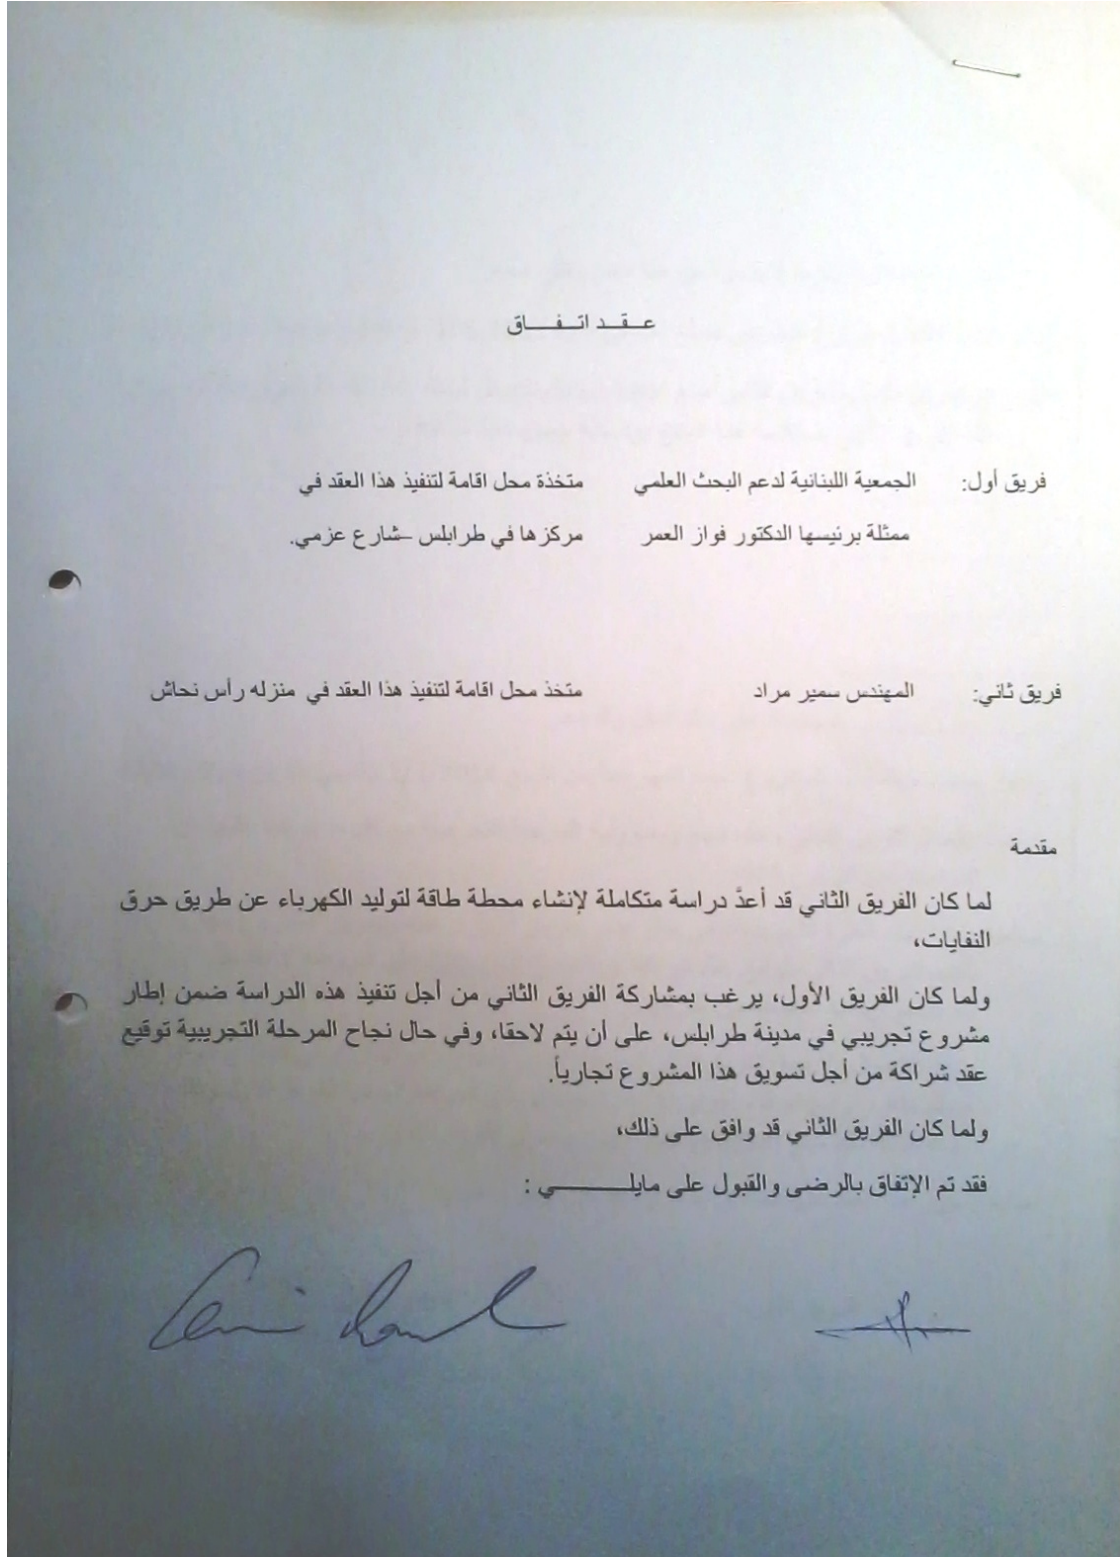 عـــقـــد اتـــفـــــاق
فريق أول: الجمعية اللبنانية لدعم البحث العلمي متخذة محل اقامة لتنفيذ هذا العقد في
ممثلة برئيسها الدكتور فواز العمر مركزها في طرابلس –شارع عزمي.
فريق ثاني: المهندس سمير مراد متخذ محل اقامة لتنفيذ هذا العقد في منزله رأس نحاش
مقدمة
لما كان الفريق الثاني قد أعدَّ دراسة متكاملة لإنشاء محطة طاقة لتوليد الكهرباء عن طريق حرق
النفايات،
ولما كان الفريق الأول، يرغب بمشاركة الفريق الثاني من أجل تنفيذ هذه الدراسة ضمن إطار
مشروع تجريبي في مدينة طرابلس، على أن يتم لاحقا، وفي حال نجاح المرحلة التجريبية توقيع
عقد شراكة من أجل تسويق هذا المشروع تجارياً.
ولما كان الفريق الثاني قد وافق على ذلك،
فقد تم الإتفاق بالرضى والقبول على مايلـــــــــي :